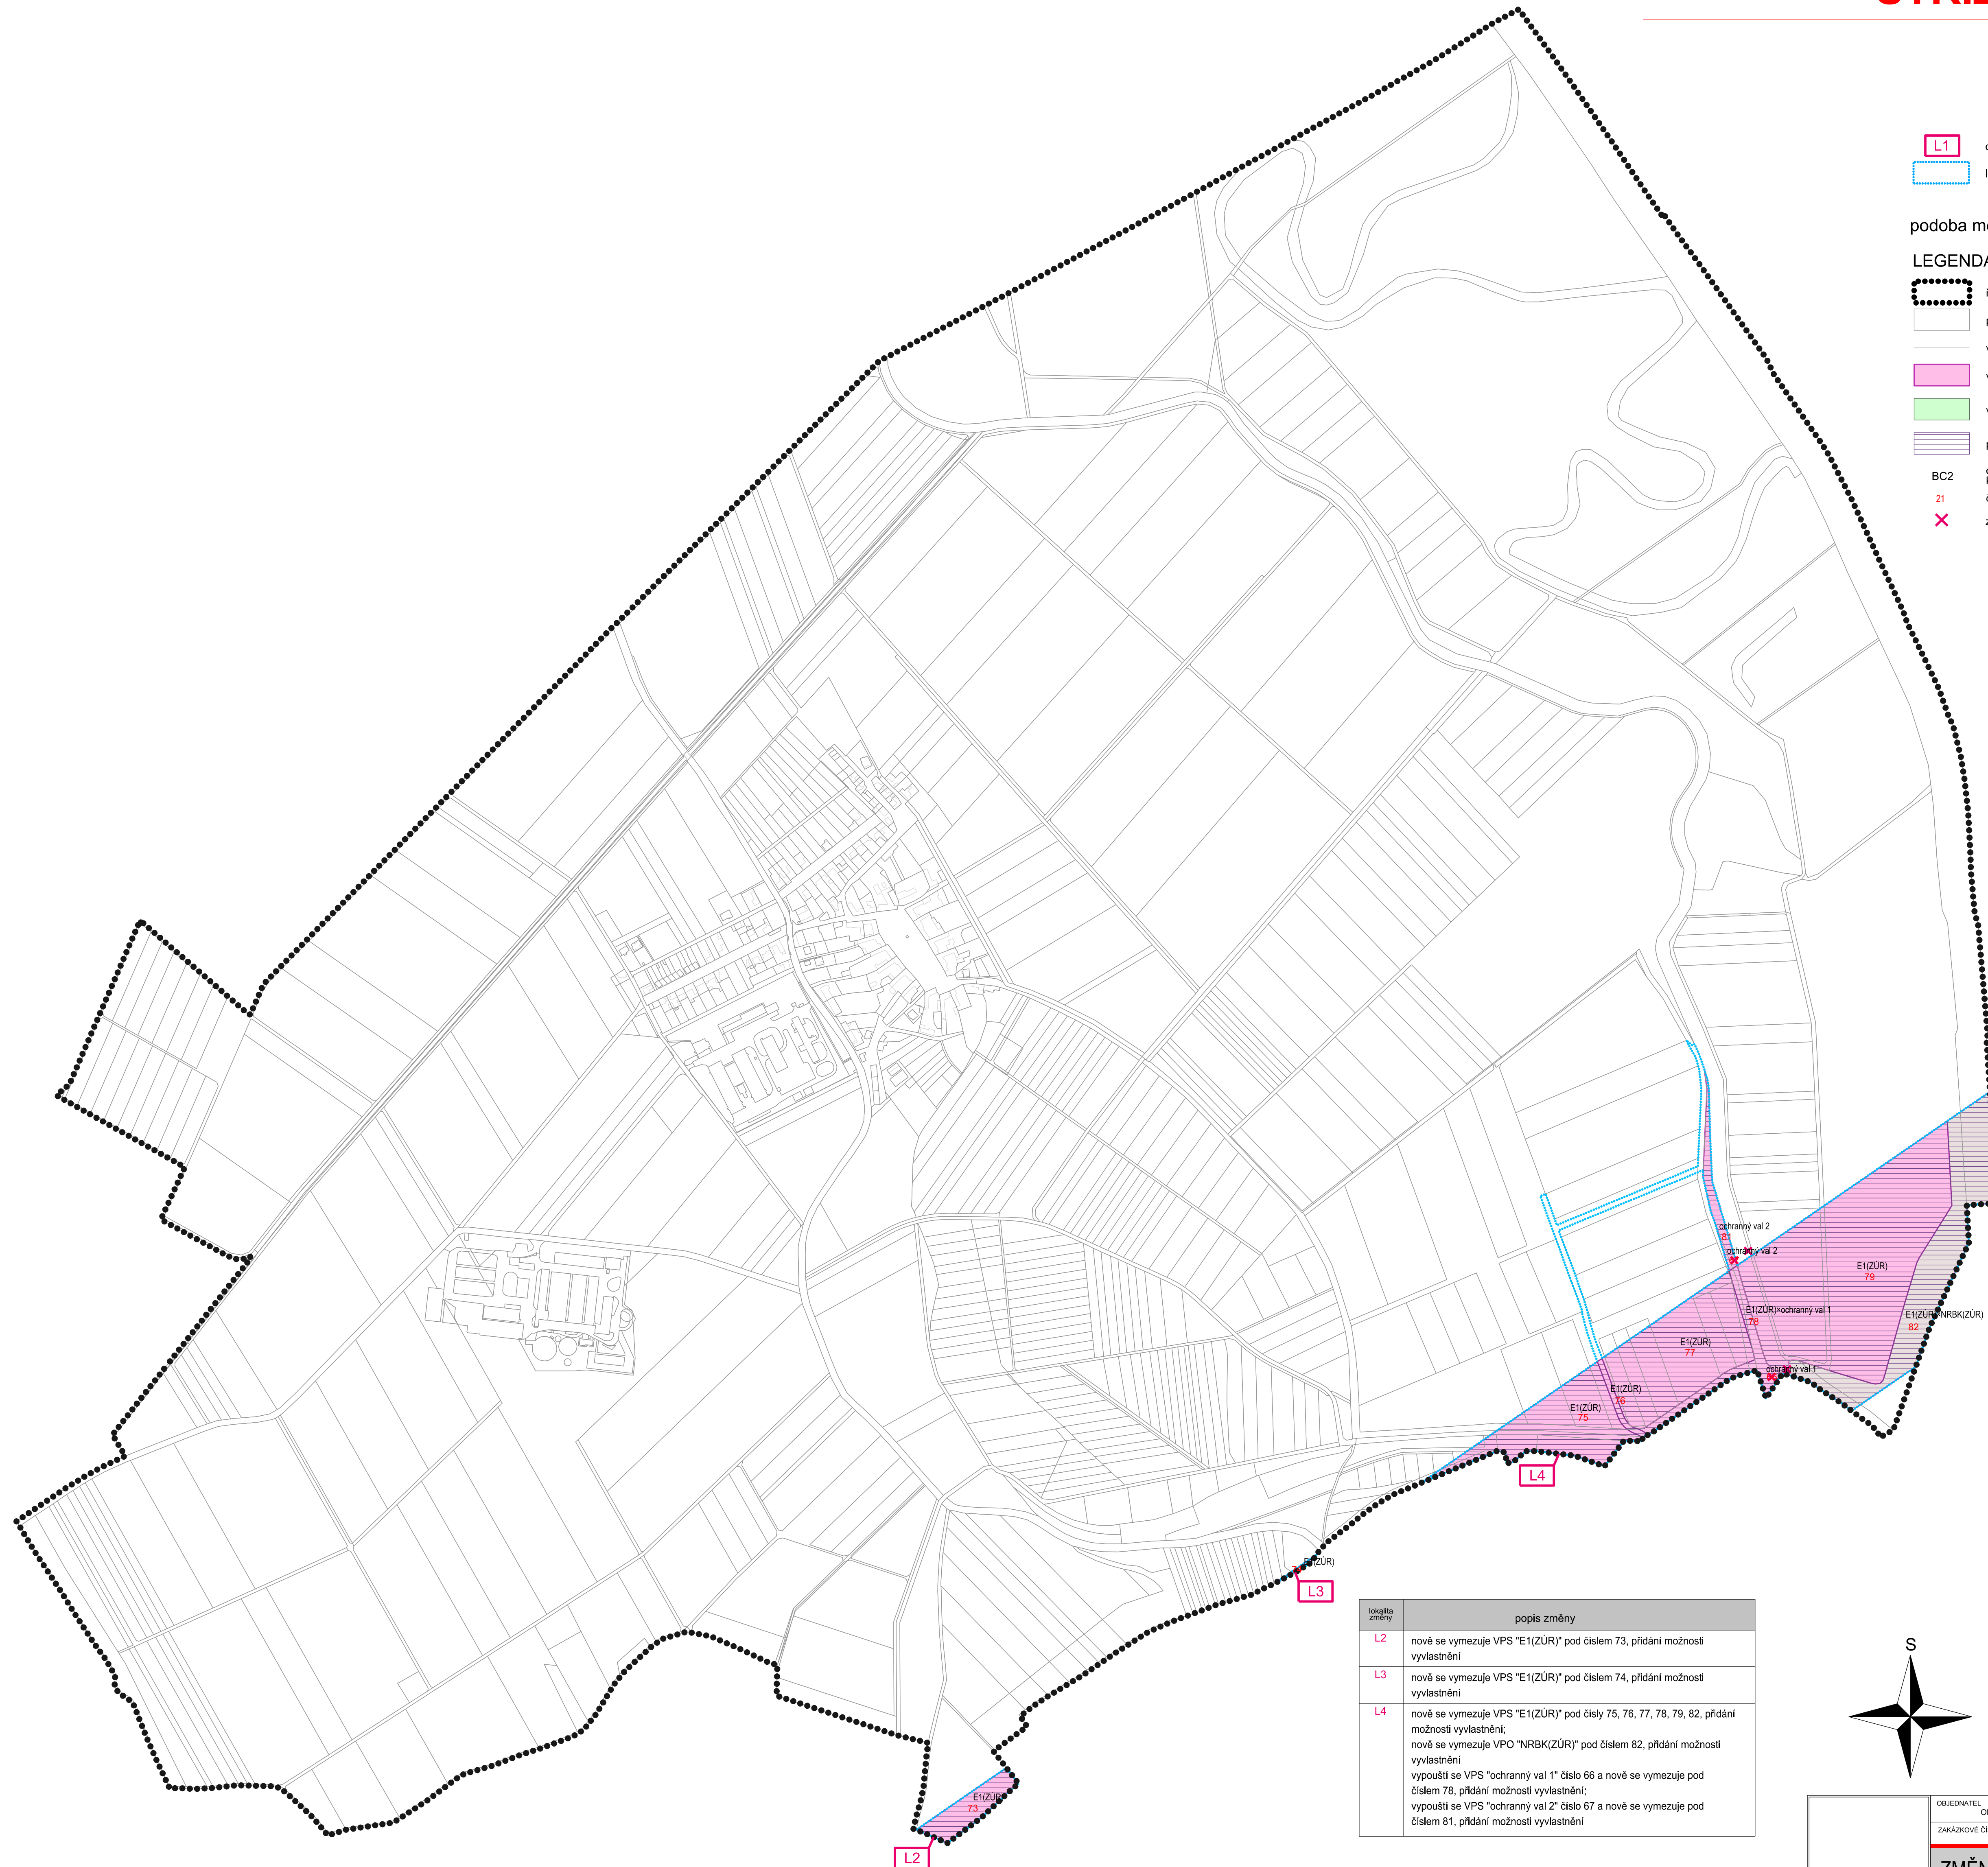 L1
podoba
BC2
21
ochranný val 2
81
ochranný val 2
E1(ZÚR)
79
E1(ZÚR)×ochranný val 1
78
E1(ZÚR)×NRBK(ZÚR)
82
E1(ZÚR)
77
ochranný val 1
E1(ZÚR)
76
E1(ZÚR)
75
L4
E1(ZÚR)
L3
lokalita
změny
popis změny
L2
nově se vymezuje VPS "E1(ZÚR)" pod číslem 73, přidání možnosti
vyvlastnění
L3
nově se vymezuje VPS "E1(ZÚR)" pod číslem 74, přidání možnosti
vyvlastnění
L4
nově se vymezuje VPS "E1(ZÚR)" pod čísly 75, 76, 77, 78, 79, 82, přidání
možnosti vyvlastnění;
nově se vymezuje VPO "NRBK(ZÚR)" pod číslem 82, přidání možnosti
vyvlastnění
vypouští se VPS "ochranný val 1" číslo 66 a nově se vymezuje pod
číslem 78, přidání možnosti vyvlastnění;
vypouští se VPS "ochranný val 2" číslo 67 a nově se vymezuje pod
číslem 81, přidání možnosti vyvlastnění
S
E1(ZÚR)
73
L2
OBJEDNATEL
ZAKÁZKOVÉ